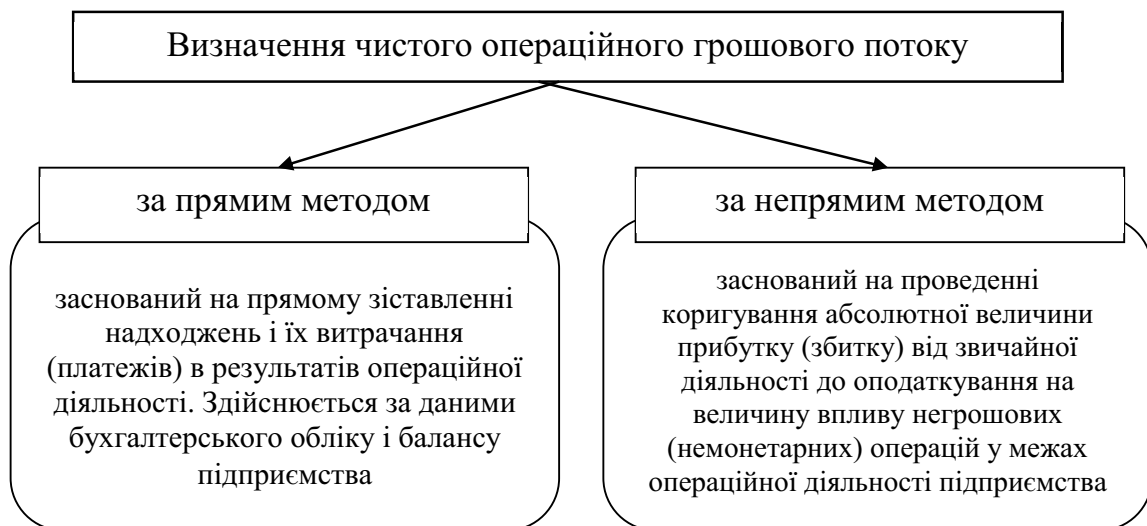 Визначення чистого операційного грошового потоку
за прямим методом
заснований на прямому зіставленні
надходжень і їх витрачання
(платежів) в результатів операційної
діяльності. Здійснюється за даними
бухгалтерського обліку і балансу
підприємства
за непрямим методом
заснований на проведенні
коригування абсолютної величини
прибутку (збитку) від звичайної
діяльності до оподаткування на
величину впливу негрошових
(немонетарних) операцій у межах
операційної діяльності підприємства